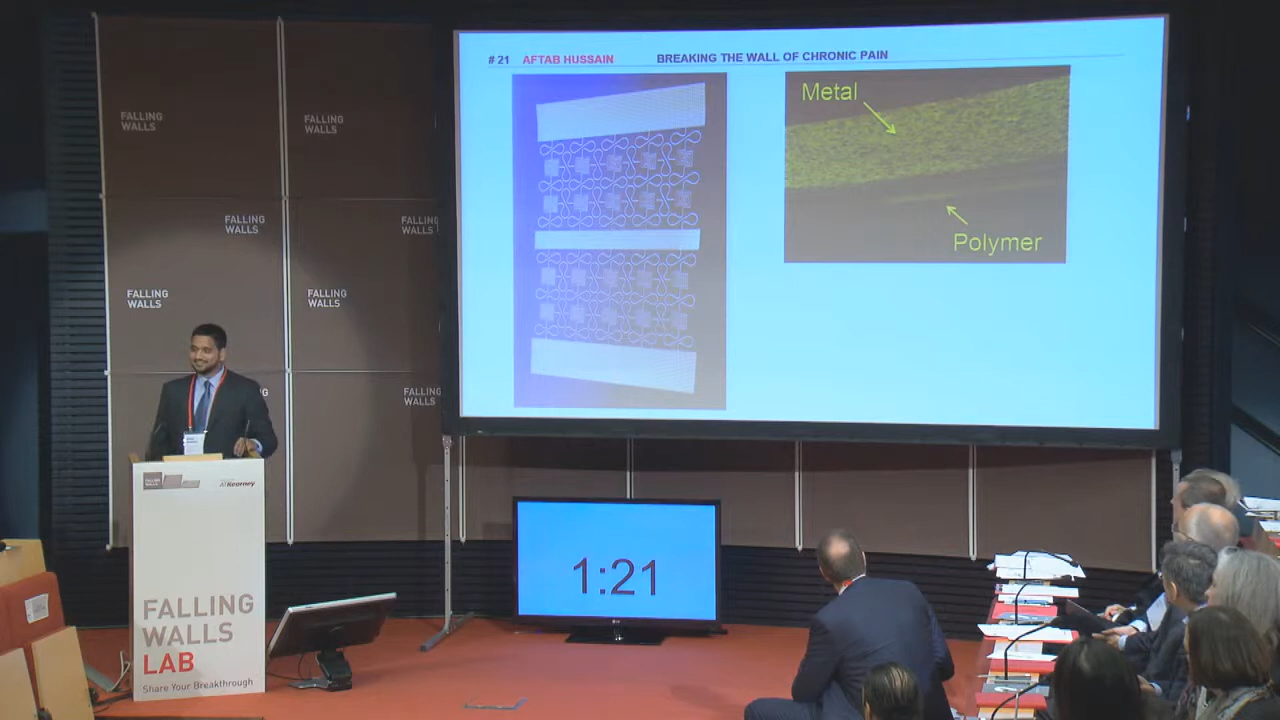 # 21 AFTAB HUSSAIN BREAKING THE WALL OF CHRONIC PAIN
Metal
Polymer
FALLING
WALLS
FALLING
WALLS
FALLING
WALLS
FALLING
WALLS
FALLING
WALLS
FALLING
WALLS
FALLING
WALLS
1:21
ATKearney
FALLING
WALLS
LAB
Share Your Breakthrough